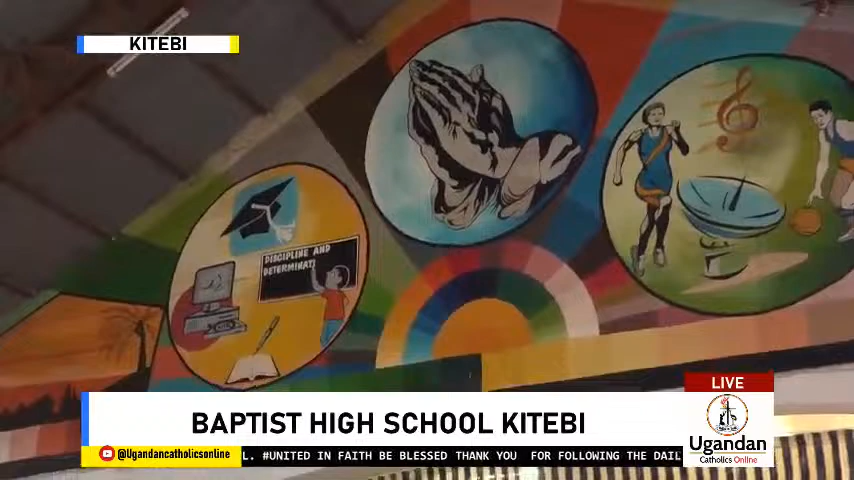 KITEBI
DISCIPLINE AND
DETERMINATI
LIVE
BAPTIST HIGH SCHOOL KITEBI
Ugandan
Catholics Online
@Ugandancatholicsonline
L. #UNITED IN FAITH BE BLESSED THANK YOU FOR FOLLOWING THE DAIL